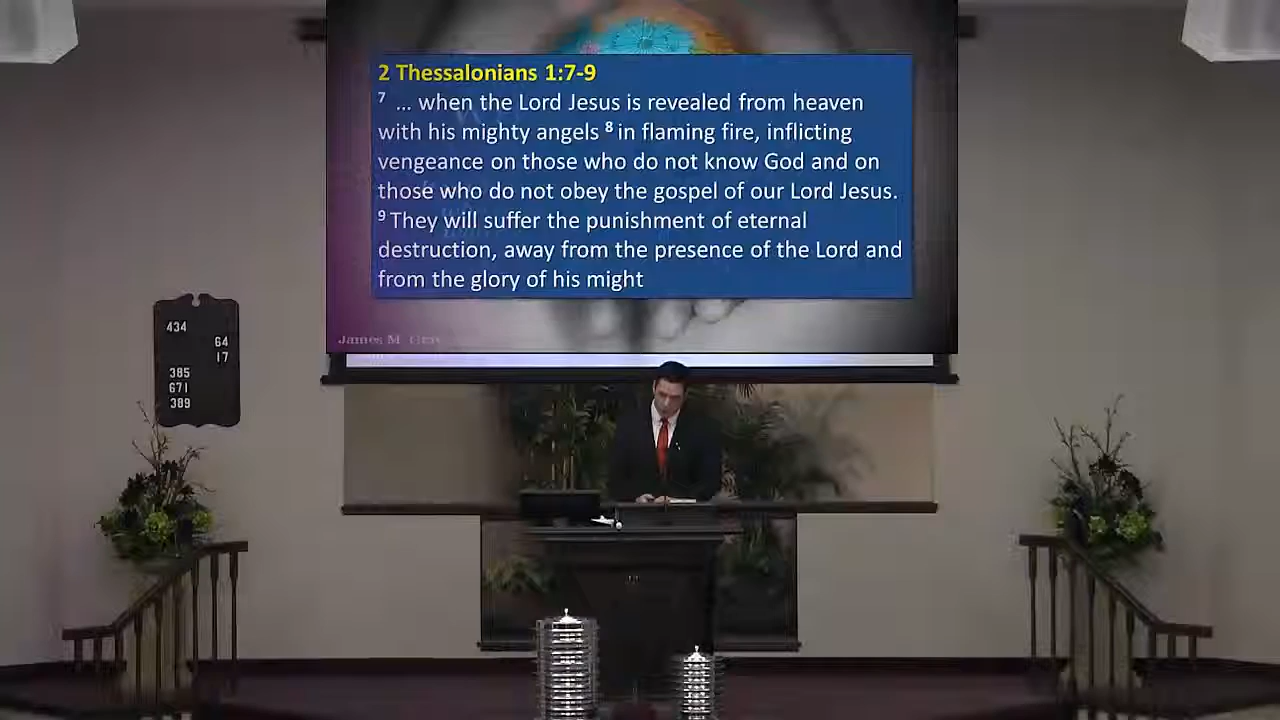 2 Thessalonians 1:7-9
7 … when the Lord Jesus is revealed from heaven
with his mighty angels 8 in flaming fire, inflicting
vengeance on those who do not know God and on
those who do not obey the gospel of our Lord Jesus.
9 They will suffer the punishment of eternal
destruction, away from the presence of the Lord and
from the glory of his might
James M. Gray
434
64
17
385
671
389